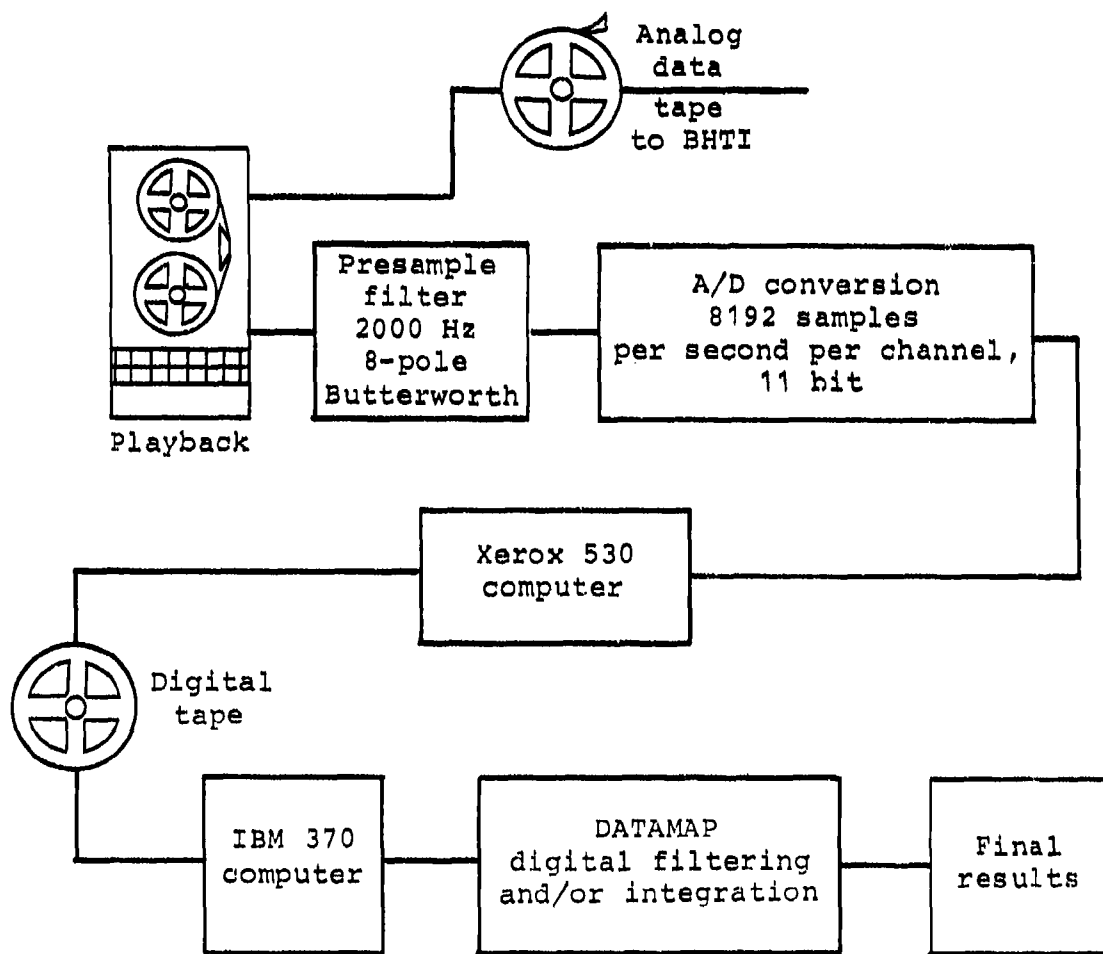 Analog
data
tape
to BHTI
Playback
Presample
filter
2000 Hz
8-pole
Butterworth
A/D conversion
8192 samples
per second per channel,
11 bit
Xerox 530
computer
Digital
tape
IBM 370
computer
DATAMAP
digital filtering
and/or integration
Final
results